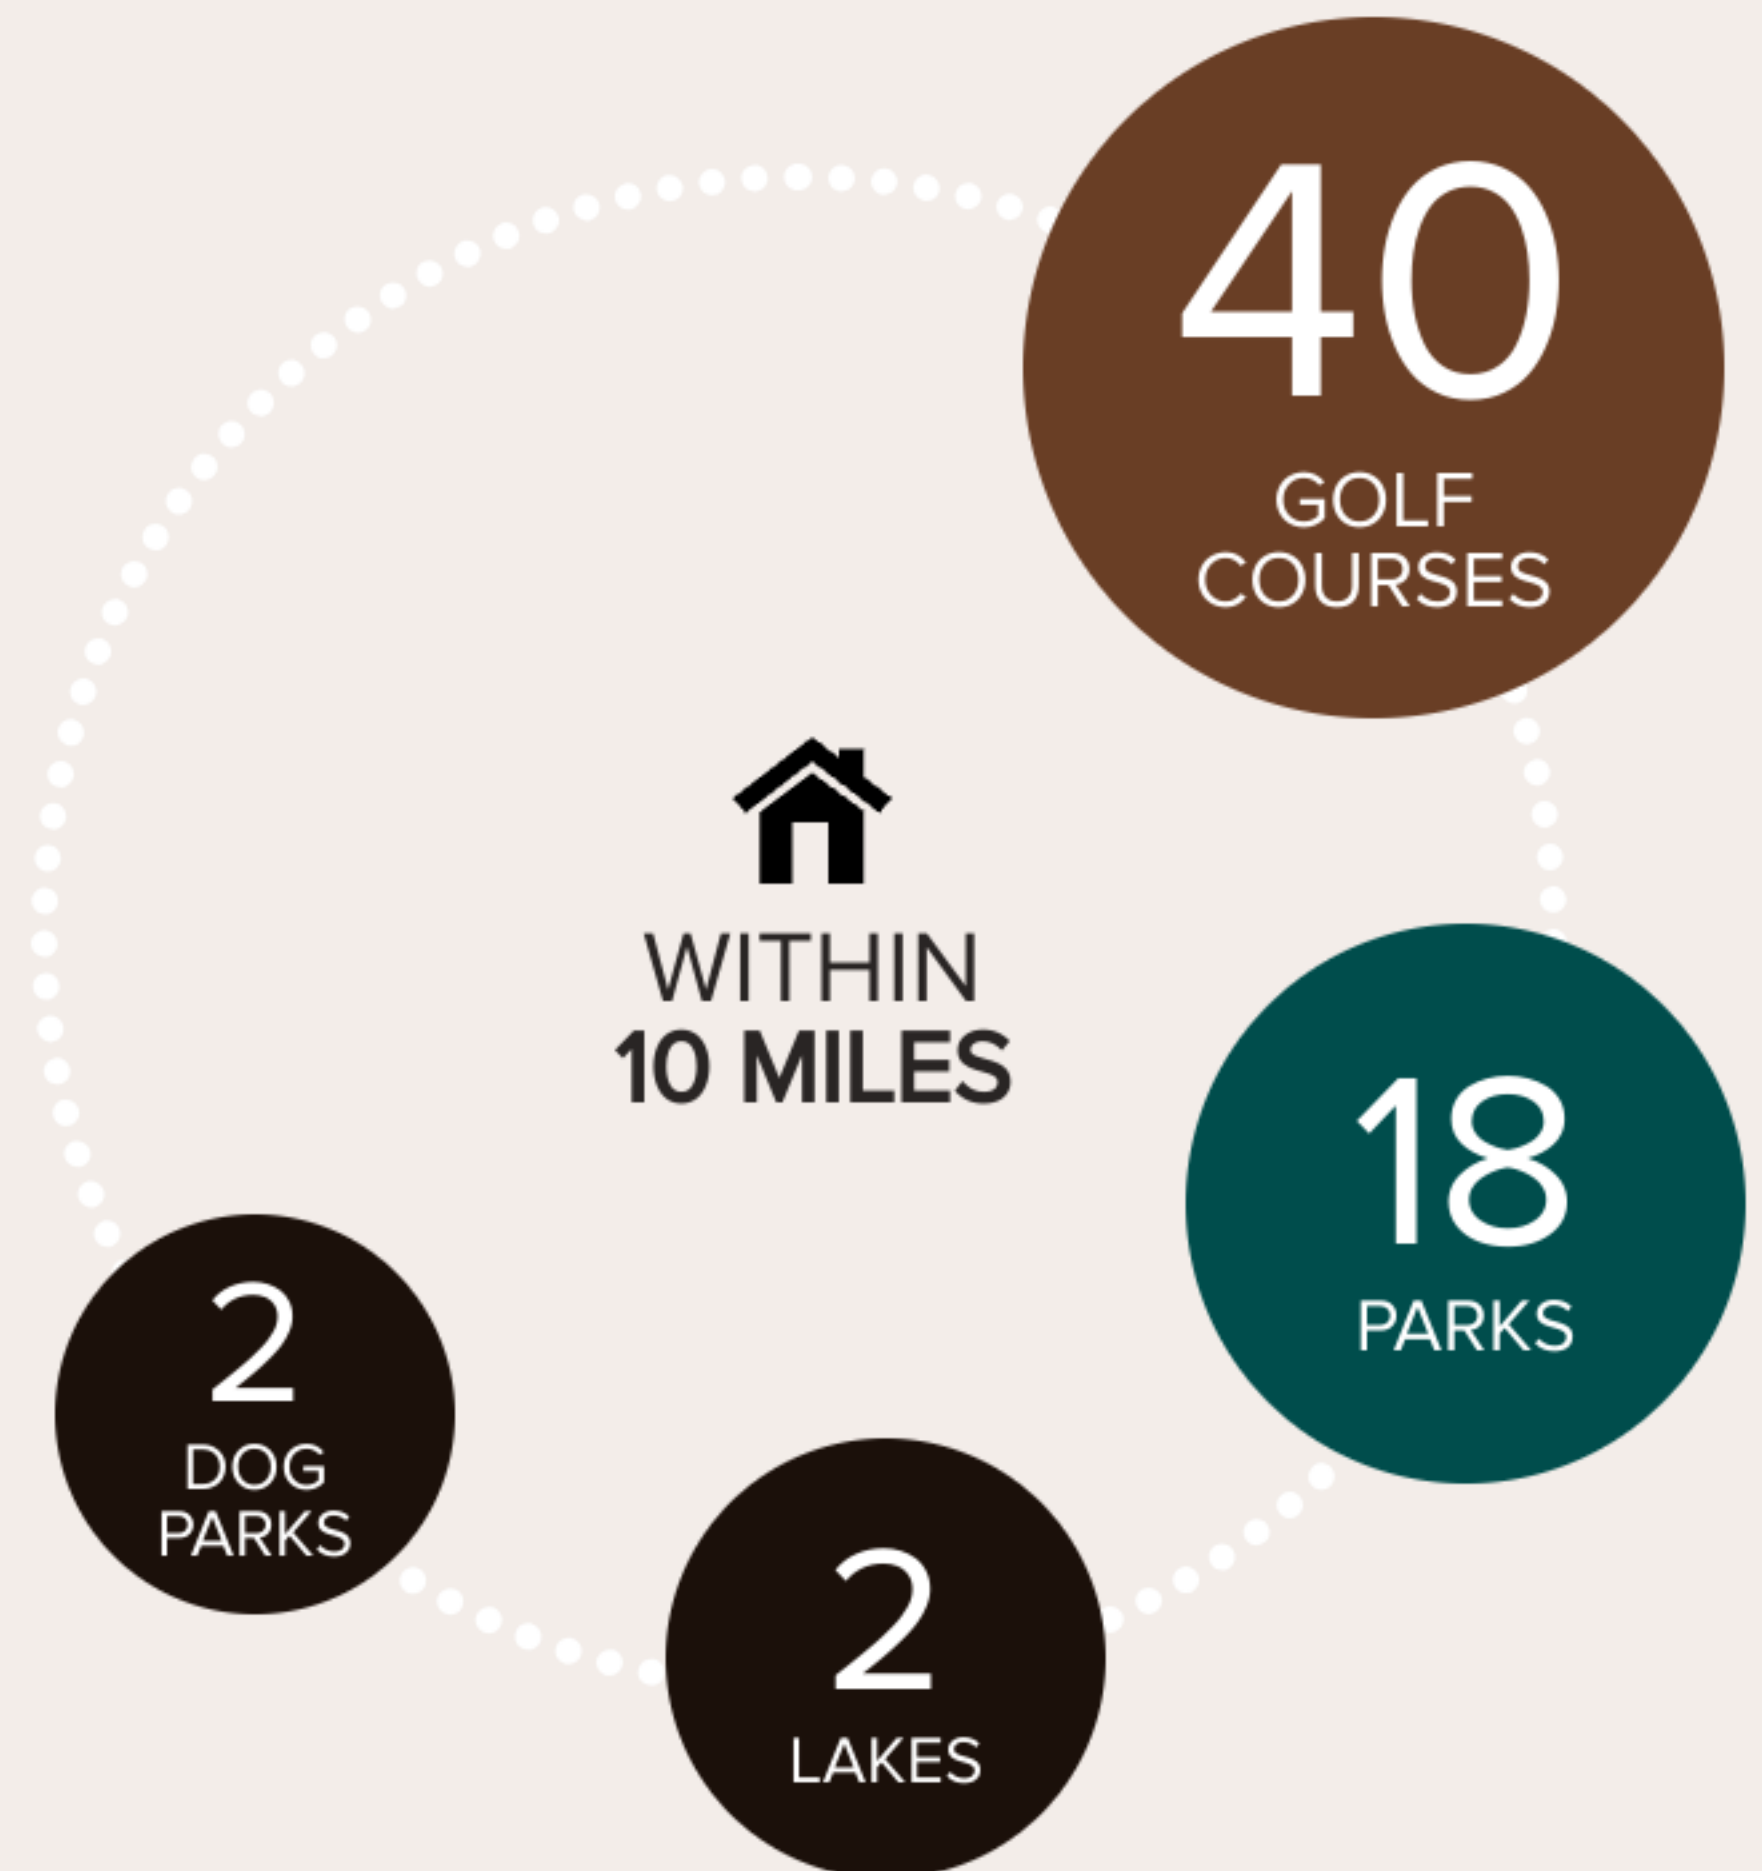 40
GOLF
COURSES
WITHIN
10 MILES
18
PARKS
2
DOG
PARKS
2
LAKES